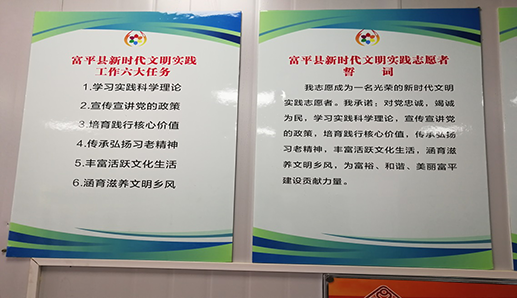 富平县新时代文明实践
工作六大任务
1.学习实践科学理论
2.宣传宣讲党的政策
3.培育践行核心价值
4.传承弘扬习老精神
5.丰富活跃文化生活
6.涵育滋养文明乡风
富平县新时代文明实践志愿者
誓 词
我志愿成为一名光荣的新时代文明
实践志愿者。我承诺：对党忠诚，竭诚
为民，学习实践科学理论，宣传宣讲党
的政策，培育践行核心价值，传承弘扬
习老精神，丰富活跃文化生活，涵育滋
养文明乡风，为富裕、和谐、美丽富平
建设贡献力量。